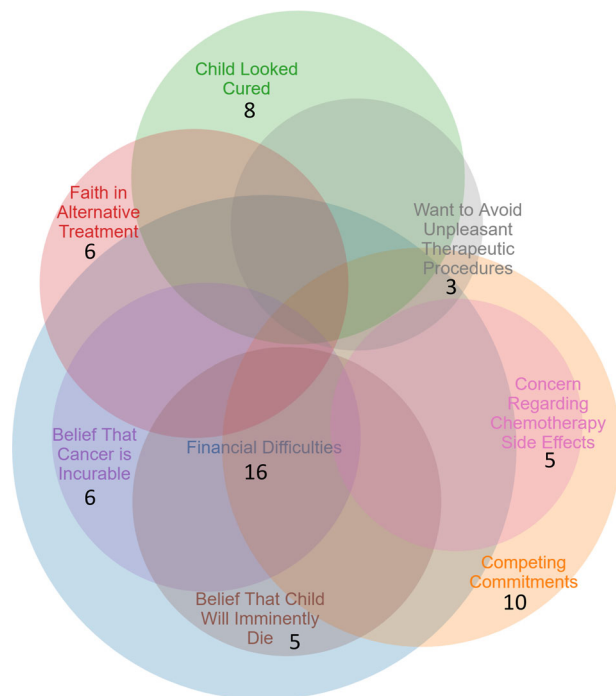 Child Looked
Cured
8
Faith in
Alternative
Treatment
6
Want to Avoid
Unpleasant
Therapeutic
Procedures
3
Concern
Regarding
Chemotherapy
Side Effects
5
Belief That
Cancer is
Incurable
6
Financial Difficulties
16
Competing
Commitments
10
Belief That Child
Will Imminently
Die
5